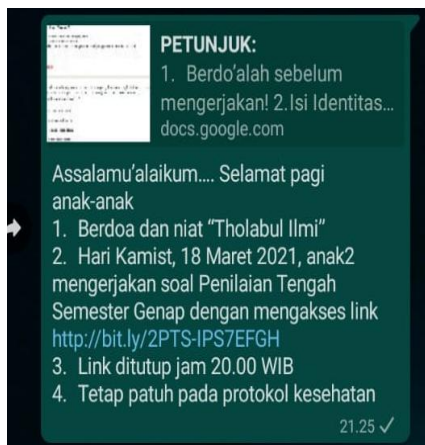 PETUNJUK:
1. Berdo'alah sebelum
mengerjakan! 2.Isi Identitas...
docs.google.com
Assalamu'alaikum.... Selamat pagi
anak-anak
1. Berdoa dan niat “Tholabul Ilmi”
2. Hari Kamist, 18 Maret 2021, anak2
mengerjakan soal Penilaian Tengah
Semester Genap dengan mengakses link
http://bit.ly/2PTS-IPS7EFGH
3. Link ditutup jam 20.00 WIB
4. Tetap patuh pada protokol kesehatan
21.25